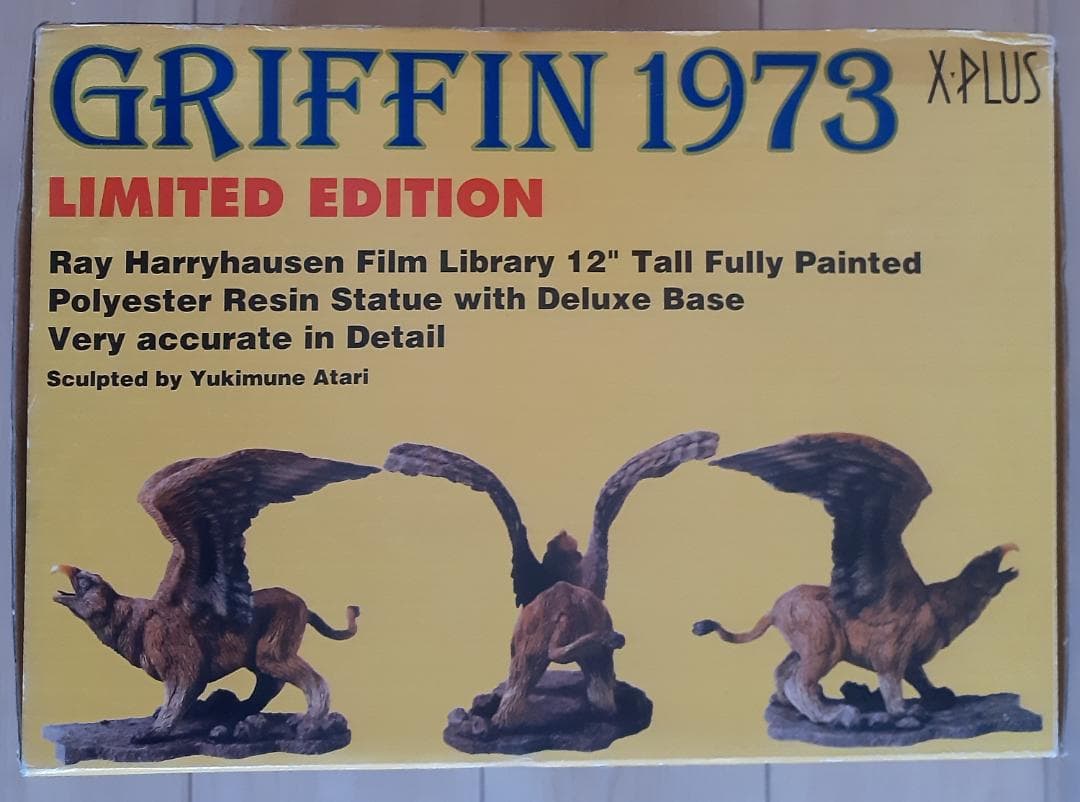 GRIFFIN 1973
X·PLUS
LIMITED EDITION
Ray Harryhausen Film Library 12" Tall Fully Painted
Polyester Resin Statue with Deluxe Base
Very accurate in Detail
Sculpted by Yukimune Atari